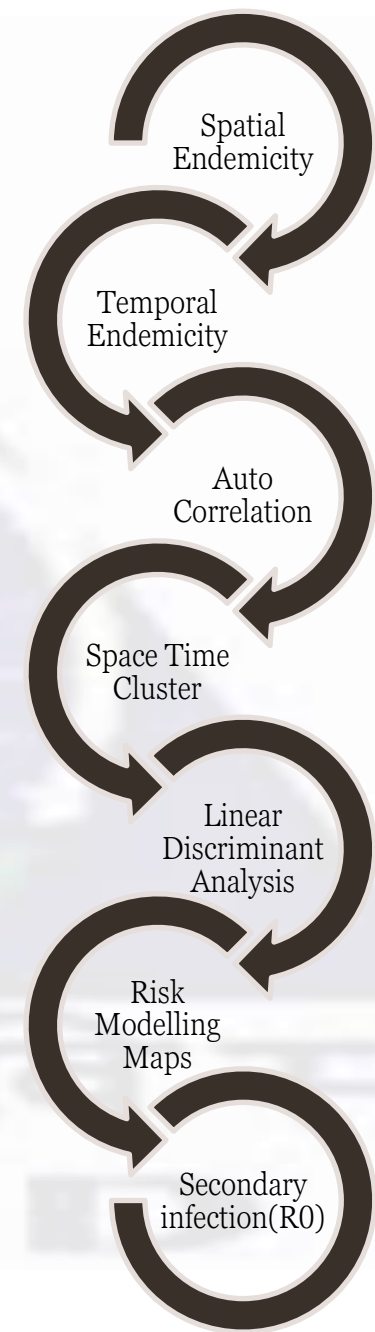 Spatial
Endemicity
Temporal
Endemicity
Auto
Correlation
Space Time
Cluster
Linear
Discriminant
Analysis
Risk
Modelling
Maps
Secondary
infection(R0)